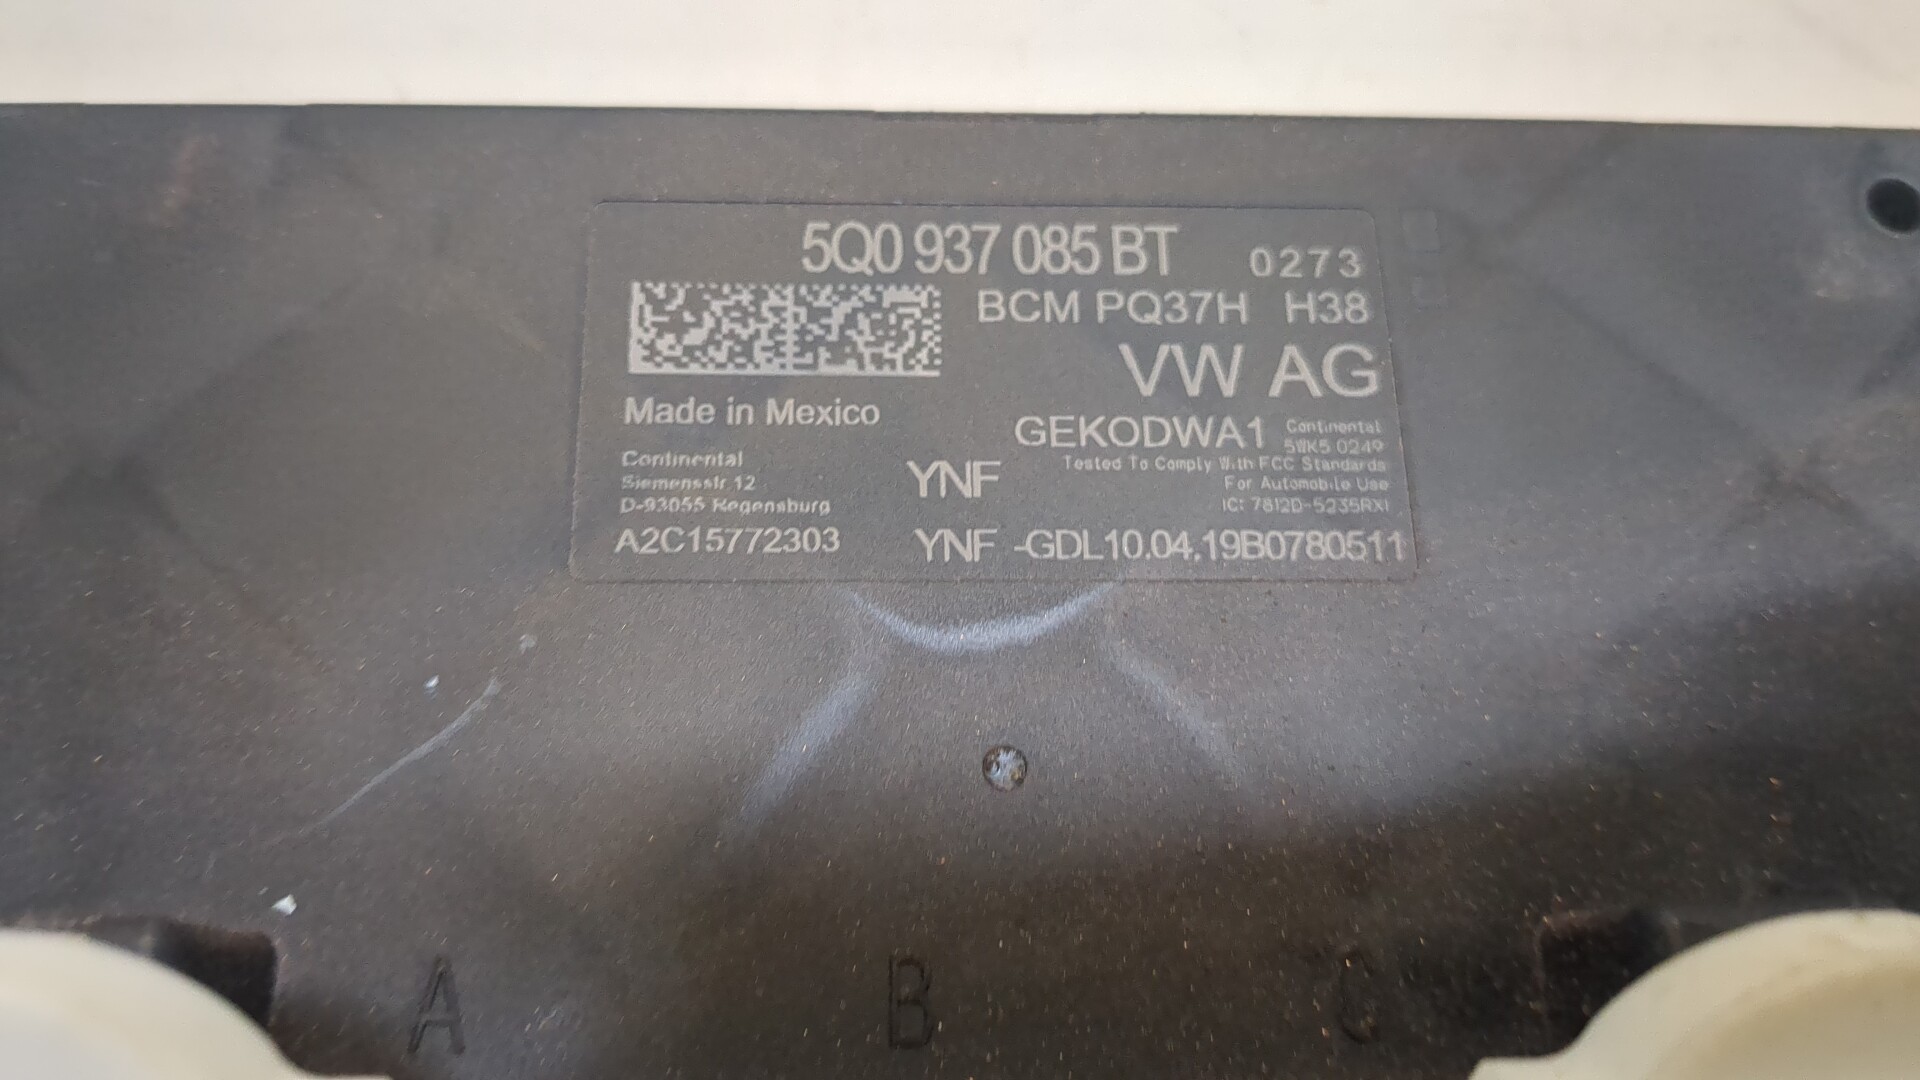 5Q0 937 085 BT 0273
BCM PQ37H H38
VW AG
Made in Mexico
GEKODWA1
Continental
5WK5 0249
Tested To Comply With FCC Standards
For Automobile Use
IC: 7812D-5235RXI
Continental
Siemensstr 12
D-93055 Regensburg
YNF
A2C15772303
YNF -GDL10.04.19B0780511
A B C